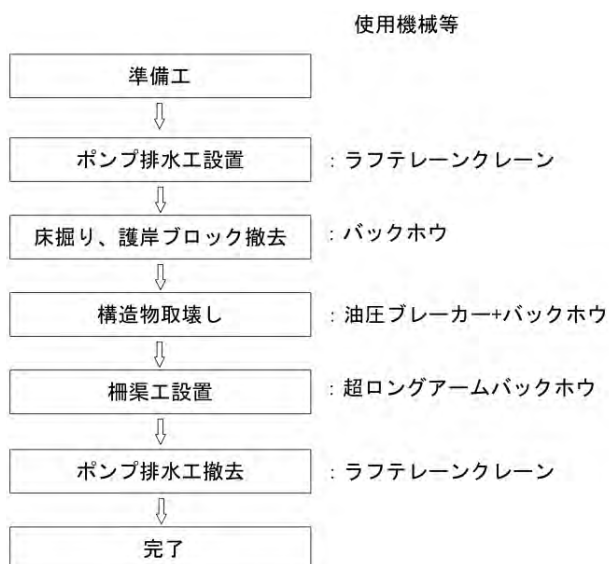 使用機械等
準備工
ポンプ排水工設置 ：ラフテレーンクレーン
床掘り、護岸ブロック撤去 ：バックホウ
構造物取壊し ：油圧ブレーカー+バックホウ
柵渠工設置 ：超ロングアームバックホウ
ポンプ排水工撤去 ：ラフテレーンクレーン
完了